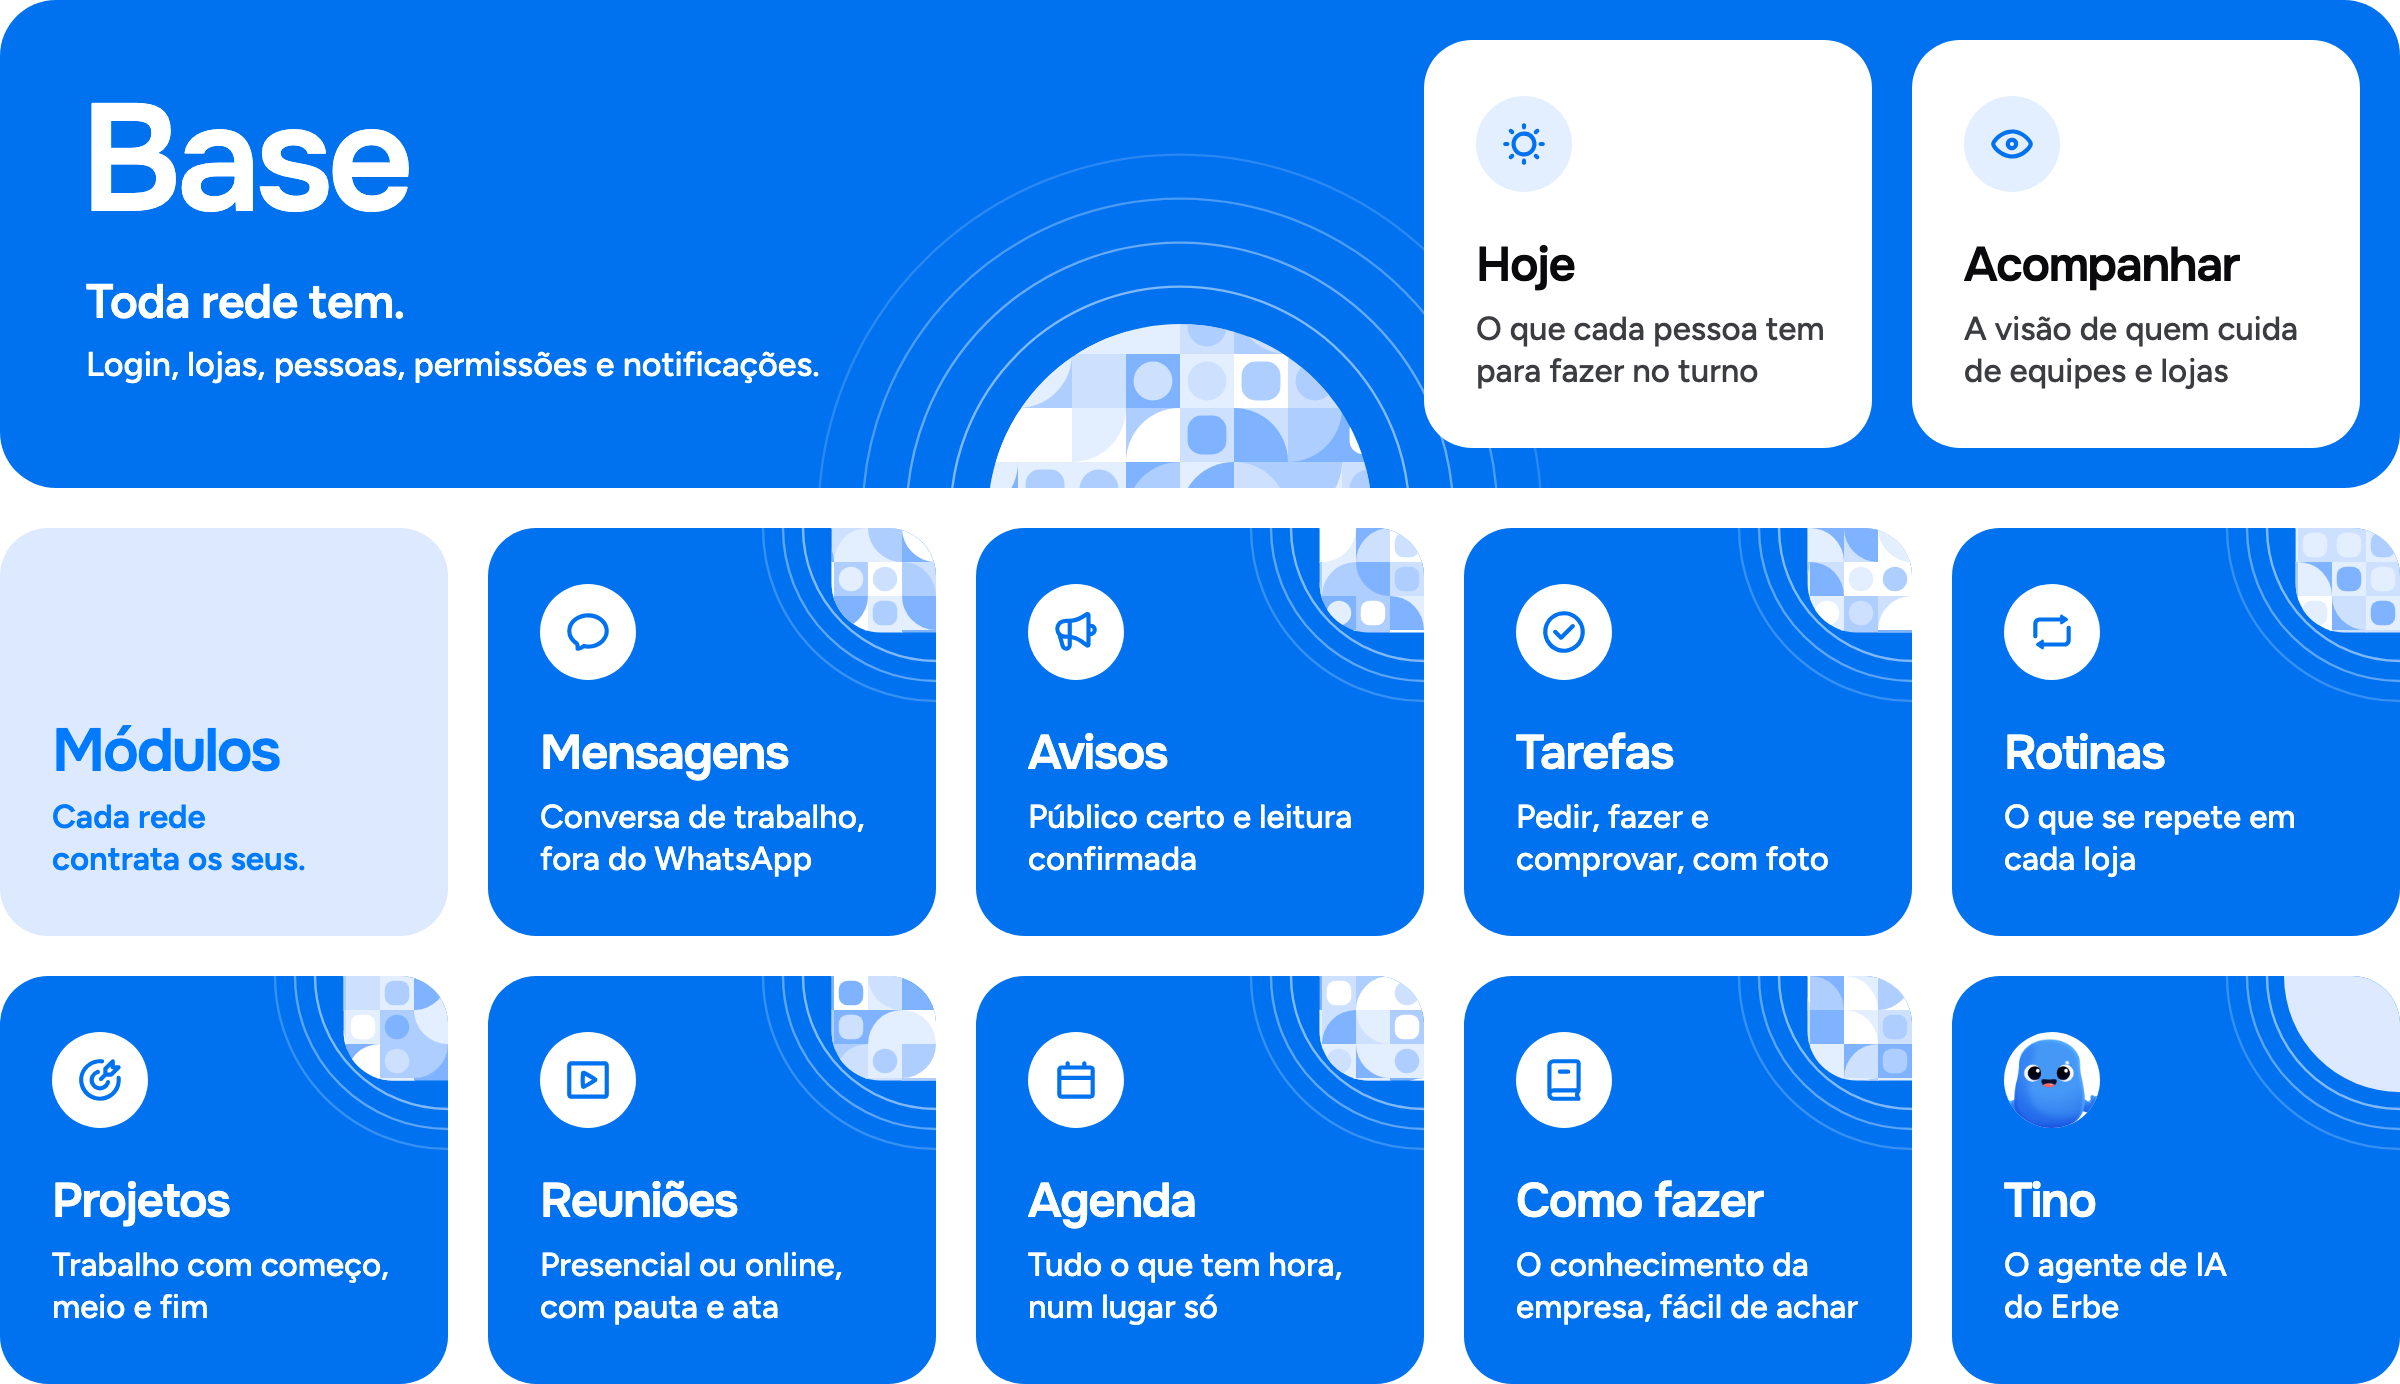 Base
Toda rede tem.
Login, lojas, pessoas, permissões e notificações.
Hoje
O que cada pessoa tem
para fazer no turno
Acompanhar
A visão de quem cuida
de equipes e lojas
Módulos
Cada rede
contrata os seus.
Mensagens
Conversa de trabalho,
fora do WhatsApp
Avisos
Público certo e leitura
confirmada
Tarefas
Pedir, fazer e
comprovar, com foto
Rotinas
O que se repete em
cada loja
Projetos
Trabalho com começo,
meio e fim
Reuniões
Presencial ou online,
com pauta e ata
Agenda
Tudo o que tem hora,
num lugar só
Como fazer
O conhecimento da
empresa, fácil de achar
Tino
O agente de IA
do Erbe